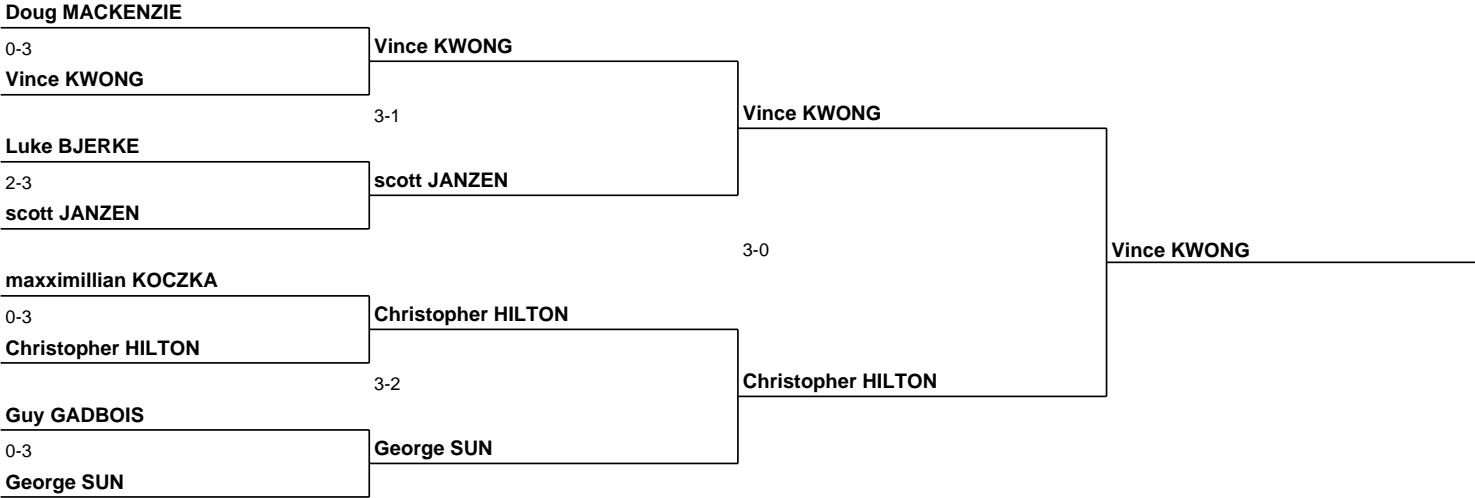 Doug MACKENZIE
0-3
Vince KWONG
Vince KWONG
3-1
Vince KWONG
Luke BJERKE
2-3
scott JANZEN
scott JANZEN
3-0
Vince KWONG
maxximillian KOCZKA
0-3
Christopher HILTON
Christopher HILTON
3-2
Christopher HILTON
Guy GADBOIS
0-3
George SUN
George SUN